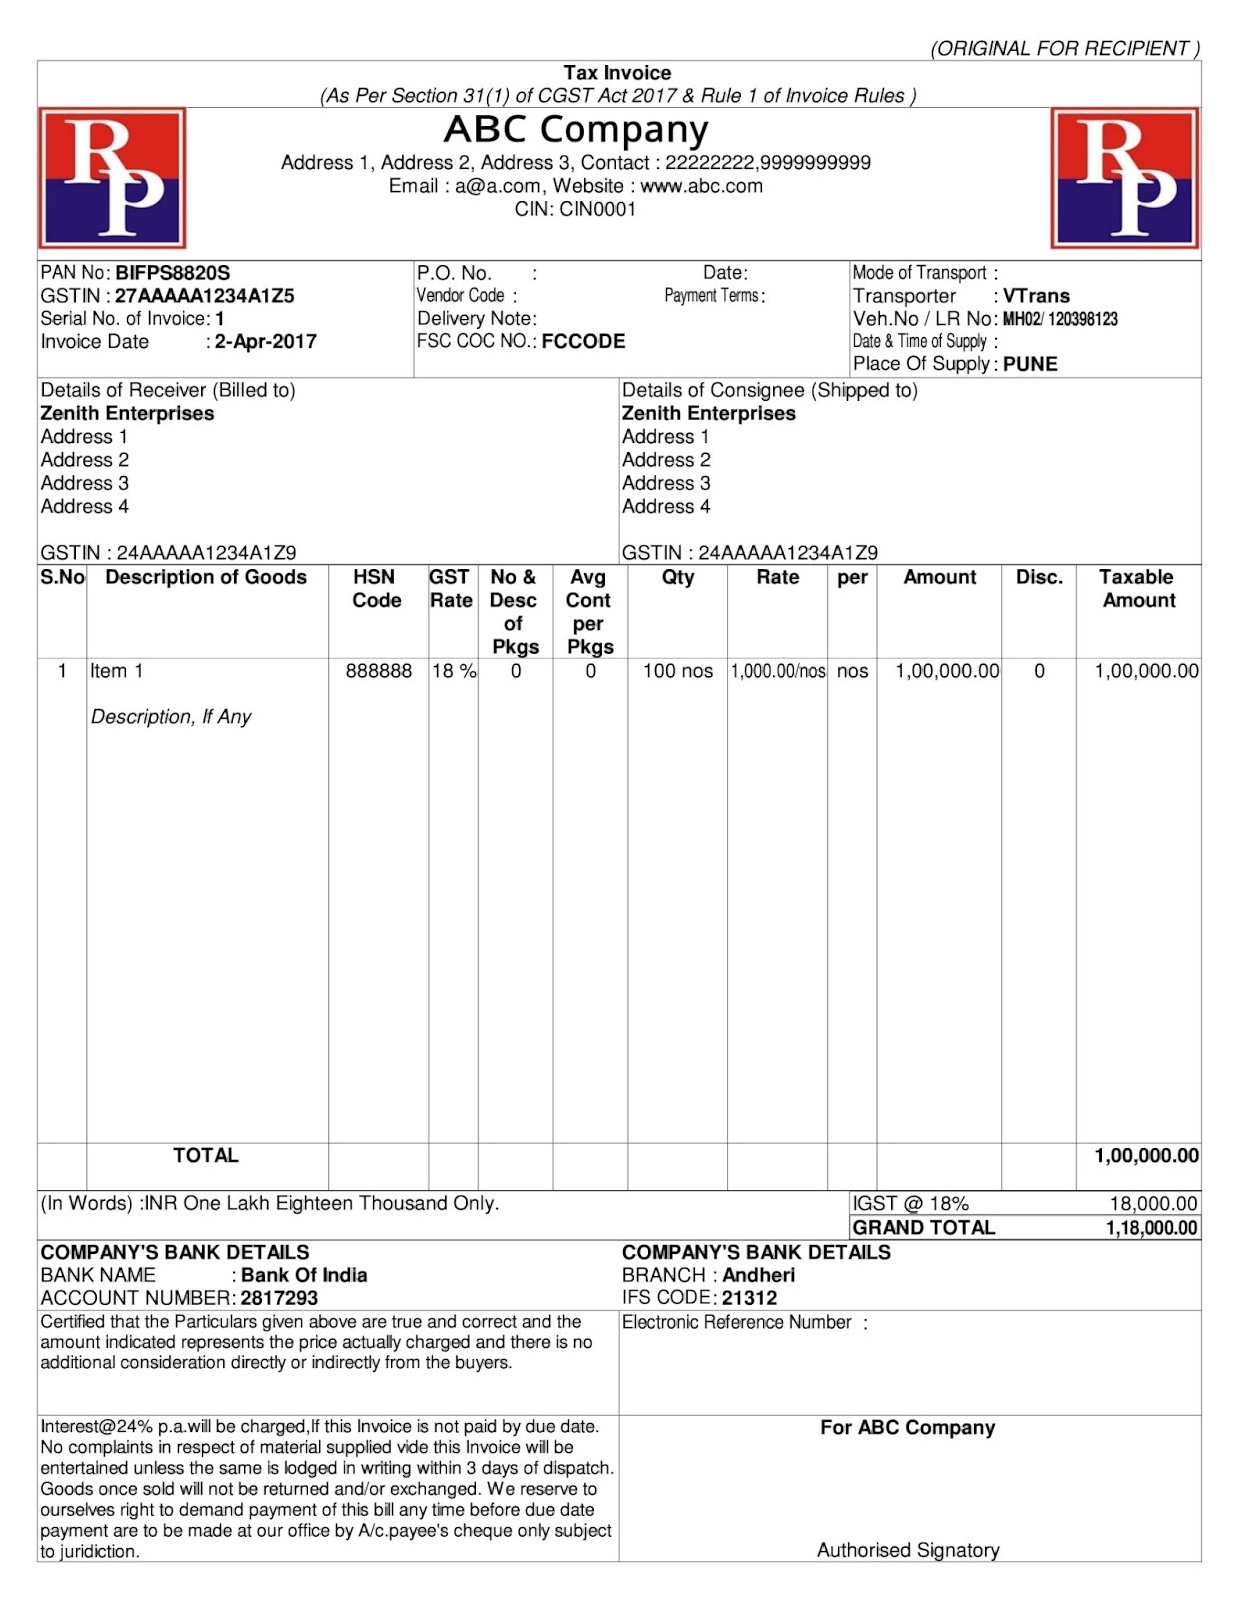 (ORIGINAL FOR RECIPIENT )
Tax Invoice
(As Per Section 31(1) of CGST Act 2017 & Rule 1 of Invoice Rules )
RP
ABC Company
RP
Address 1, Address 2, Address 3, Contact : 22222222,9999999999
Email : a@a.com, Website : www.abc.com
CIN: CIN0001
PAN No: BIFPS8820S
GSTIN : 27AAAAA1234A1Z5
Serial No. of Invoice: 1
Invoice Date : 2-Apr-2017
P.O. No. : Date:
Vendor Code : Payment Terms :
Delivery Note:
FSC COC NO.: FCCODE
Mode of Transport :
Transporter : VTrans
Veh.No / LR No: MH02/ 120398123
Date & Time of Supply :
Place Of Supply : PUNE
Details of Receiver (Billed to)
Zenith Enterprises
Address 1
Address 2
Address 3
Address 4
GSTIN : 24AAAAA1234A1Z9
Details of Consignee (Shipped to)
Zenith Enterprises
Address 1
Address 2
Address 3
Address 4
GSTIN : 24AAAAA1234A1Z9
S.No Description of Goods HSN Code GST Rate No & Desc of Pkgs Avg Cont per Pkgs Qty Rate per Amount Disc. Taxable Amount
1 Item 1 888888 18 % 0 0 100 nos 1,000.00/nos nos 1,00,000.00 0 1,00,000.00
Description, If Any
TOTAL 1,00,000.00
(In Words) :INR One Lakh Eighteen Thousand Only.
IGST @ 18% 18,000.00
GRAND TOTAL 1,18,000.00
COMPANY'S BANK DETAILS
BANK NAME : Bank Of India
ACCOUNT NUMBER: 2817293
COMPANY'S BANK DETAILS
BRANCH : Andheri
IFS CODE: 21312
Certified that the Particulars given above are true and correct and the
amount indicated represents the price actually charged and there is no
additional consideration directly or indirectly from the buyers.
Electronic Reference Number :
Interest@24% p.a.will be charged,If this Invoice is not paid by due date.
No complaints in respect of material supplied vide this Invoice will be
entertained unless the same is lodged in writing within 3 days of dispatch.
Goods once sold will not be returned and/or exchanged. We reserve to
ourselves right to demand payment of this bill any time before due date
payment are to be made at our office by A/c.payee's cheque only subject
to juridiction.
For ABC Company
Authorised Signatory